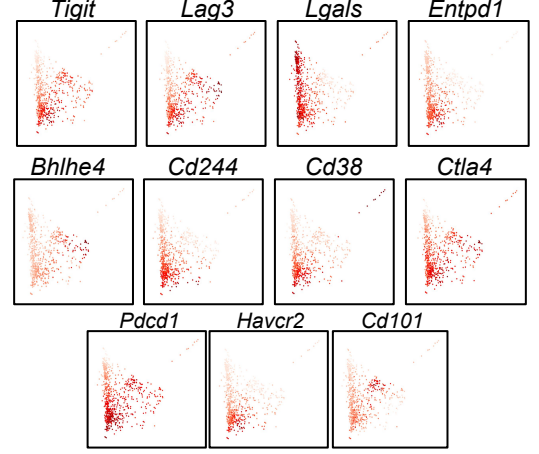 Tigit Lag3 Lgals Entpd1
Bhlhe4 Cd244 Cd38 Ctla4
Pdcd1 Havcr2 Cd101